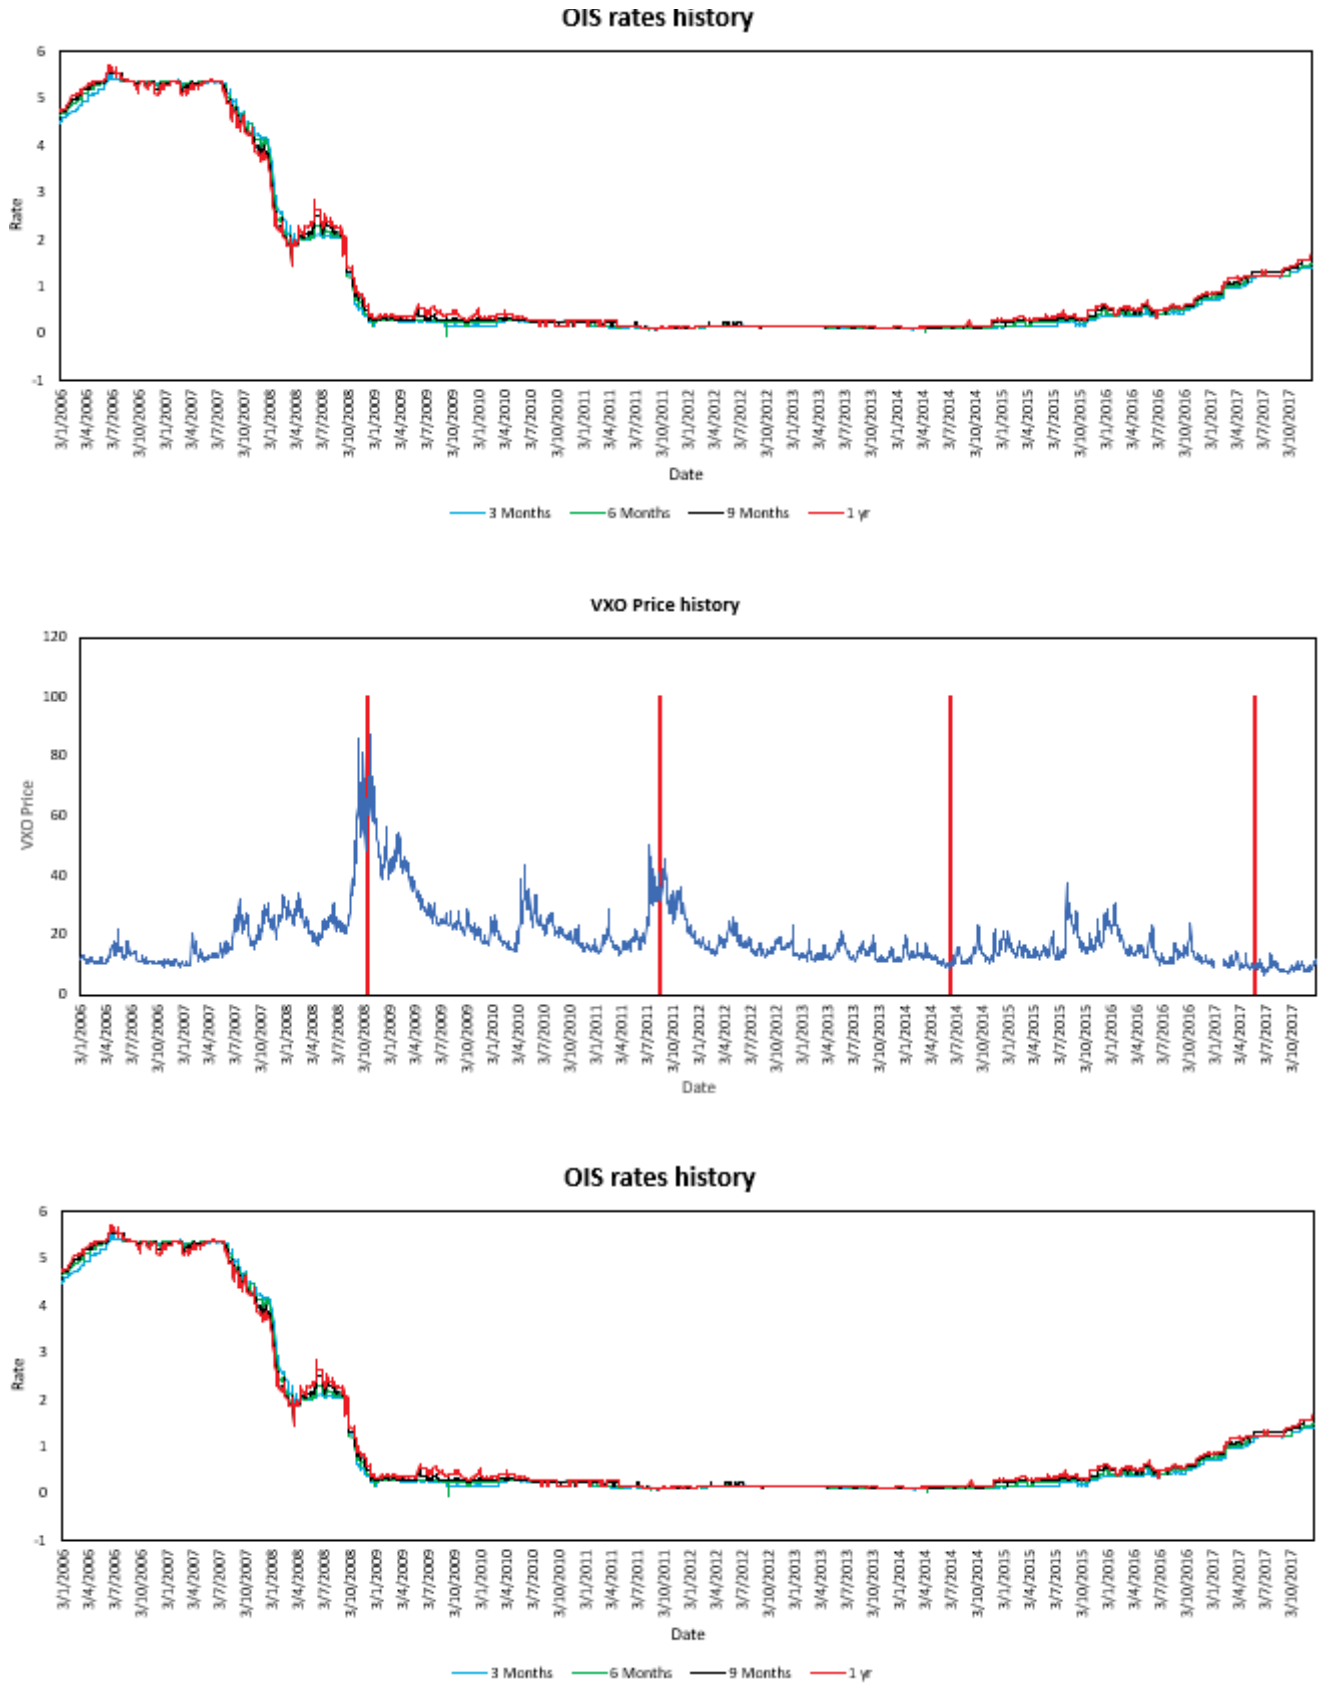 OIS rates history
6
5
4
3
2
1
0
-1
Rate
3/1/2006 3/4/2006 3/7/2006 3/10/2006 3/1/2007 3/4/2007 3/7/2007 3/10/2007 3/1/2008 3/4/2008 3/7/2008 3/10/2008 3/1/2009 3/4/2009 3/7/2009 3/10/2009 3/1/2010 3/4/2010 3/7/2010 3/10/2010 3/1/2011 3/4/2011 3/7/2011 3/10/2011 3/1/2012 3/4/2012 3/7/2012 3/10/2012 3/1/2013 3/4/2013 3/7/2013 3/10/2013 3/1/2014 3/4/2014 3/7/2014 3/10/2014 3/1/2015 3/4/2015 3/7/2015 3/10/2015 3/1/2016 3/4/2016 3/7/2016 3/10/2016 3/1/2017 3/4/2017 3/7/2017 3/10/2017
Date
3 Months 6 Months 9 Months 1 yr
VXO Price history
120
100
80
60
40
20
0
VXO Price
3/1/2006 3/4/2006 3/7/2006 3/10/2006 3/1/2007 3/4/2007 3/7/2007 3/10/2007 3/1/2008 3/4/2008 3/7/2008 3/10/2008 3/1/2009 3/4/2009 3/7/2009 3/10/2009 3/1/2010 3/4/2010 3/7/2010 3/10/2010 3/1/2011 3/4/2011 3/7/2011 3/10/2011 3/1/2012 3/4/2012 3/7/2012 3/10/2012 3/1/2013 3/4/2013 3/7/2013 3/10/2013 3/1/2014 3/4/2014 3/7/2014 3/10/2014 3/1/2015 3/4/2015 3/7/2015 3/10/2015 3/1/2016 3/4/2016 3/7/2016 3/10/2016 3/1/2017 3/4/2017 3/7/2017 3/10/2017
Date
OIS rates history
6
5
4
3
2
1
0
-1
Rate
3/1/2006 3/4/2006 3/7/2006 3/10/2006 3/1/2007 3/4/2007 3/7/2007 3/10/2007 3/1/2008 3/4/2008 3/7/2008 3/10/2008 3/1/2009 3/4/2009 3/7/2009 3/10/2009 3/1/2010 3/4/2010 3/7/2010 3/10/2010 3/1/2011 3/4/2011 3/7/2011 3/10/2011 3/1/2012 3/4/2012 3/7/2012 3/10/2012 3/1/2013 3/4/2013 3/7/2013 3/10/2013 3/1/2014 3/4/2014 3/7/2014 3/10/2014 3/1/2015 3/4/2015 3/7/2015 3/10/2015 3/1/2016 3/4/2016 3/7/2016 3/10/2016 3/1/2017 3/4/2017 3/7/2017 3/10/2017
Date
3 Months 6 Months 9 Months 1 yr